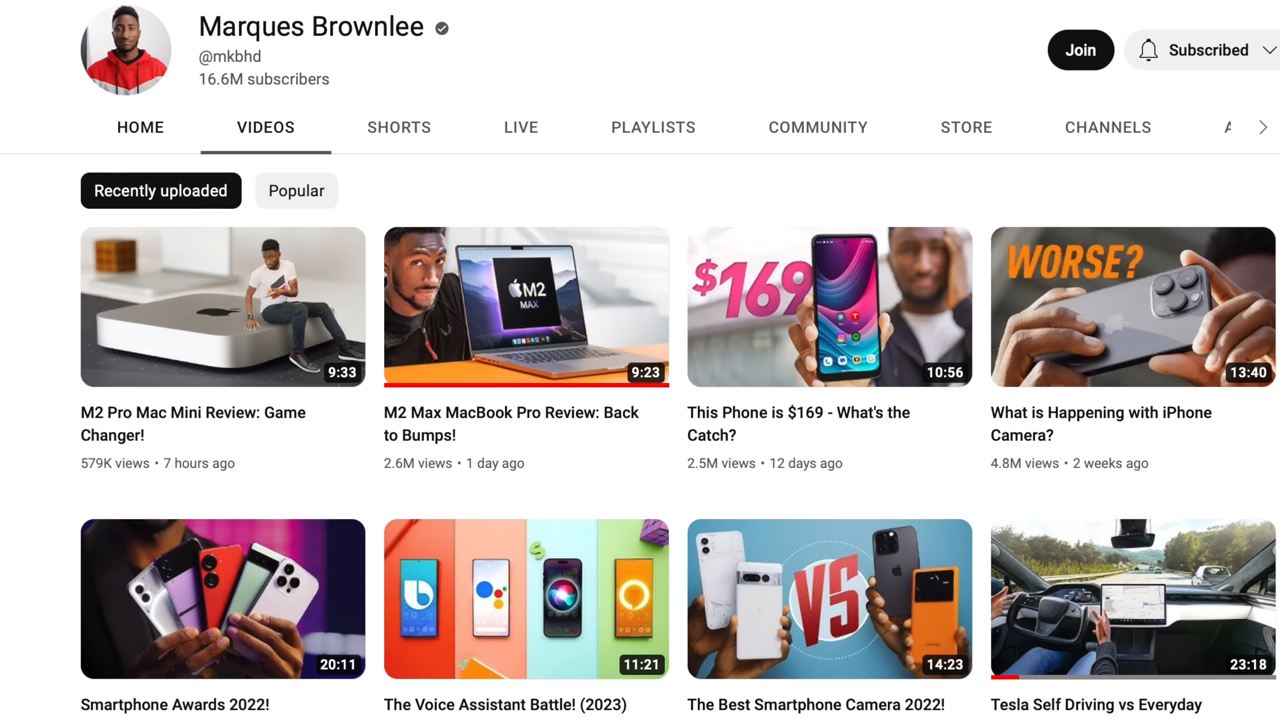 Marques Brownlee
@mkbhd
16.6M subscribers
Join
Subscribed
HOME
VIDEOS
SHORTS
LIVE
PLAYLISTS
COMMUNITY
STORE
CHANNELS
Recently uploaded
Popular
9:33
M2
MAX
9:23
$169
10:56
WORSE?
13:40
M2 Pro Mac Mini Review: Game
Changer!
579K views • 7 hours ago
M2 Max MacBook Pro Review: Back
to Bumps!
2.6M views • 1 day ago
This Phone is $169 - What's the
Catch?
2.5M views • 12 days ago
What is Happening with iPhone
Camera?
4.8M views • 2 weeks ago
20:11
11:21
VS
14:23
23:18
Smartphone Awards 2022!
The Voice Assistant Battle! (2023)
The Best Smartphone Camera 2022!
Tesla Self Driving vs Everyday